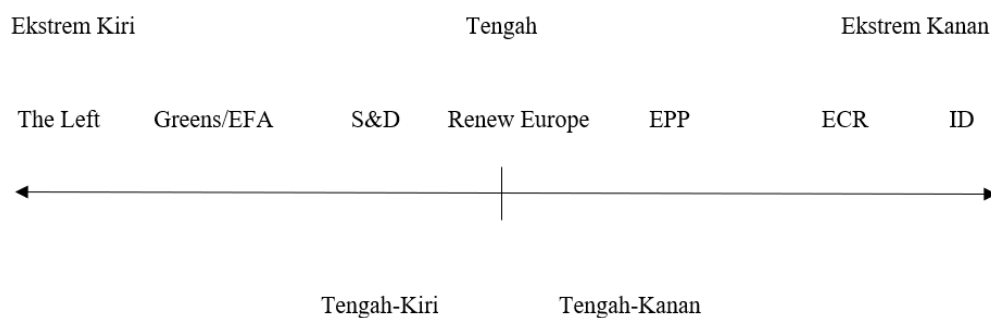 Ekstrem Kiri Tengah Ekstrem Kanan
The Left Greens/EFA S&D Renew Europe EPP ECR ID
Tengah-Kiri Tengah-Kanan